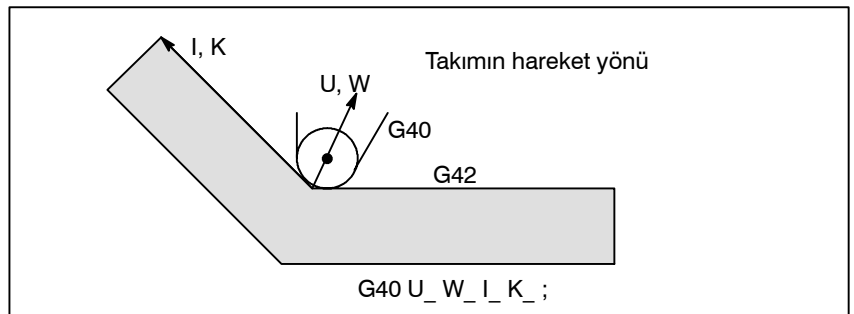 I, K
Takımın hareket yönü
U, W
G40
G42
G40 U_ W_ I_ K_ ;